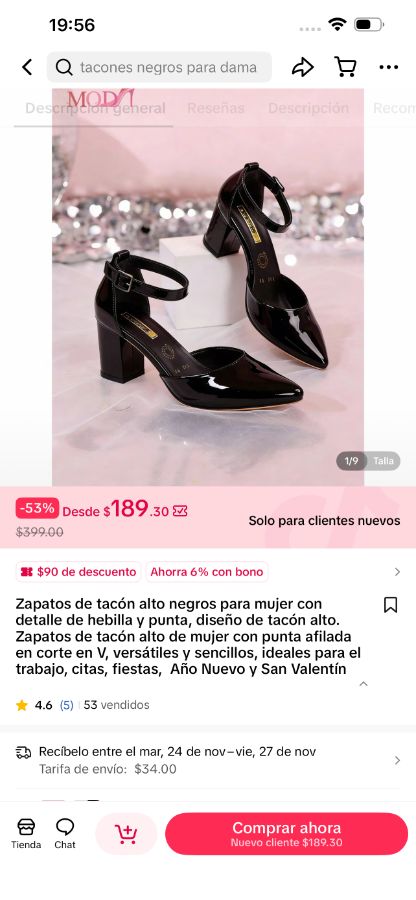 19:56
tacones negros para dama
MODA
Descripción general Reseñas Descripción Recom
1/9 Talla
-53% Desde $189.30
$399.00
Solo para clientes nuevos
$90 de descuento Ahorra 6% con bono
Zapatos de tacón alto negros para mujer con
detalle de hebilla y punta, diseño de tacón alto.
Zapatos de tacón alto de mujer con punta afilada
en corte en V, versátiles y sencillos, ideales para el
trabajo, citas, fiestas, Año Nuevo y San Valentín
4.6 (5) 53 vendidos
Recíbelo entre el mar, 24 de nov–vie, 27 de nov
Tarifa de envío: $34.00
Tienda
Chat
Comprar ahora
Nuevo cliente $189.30